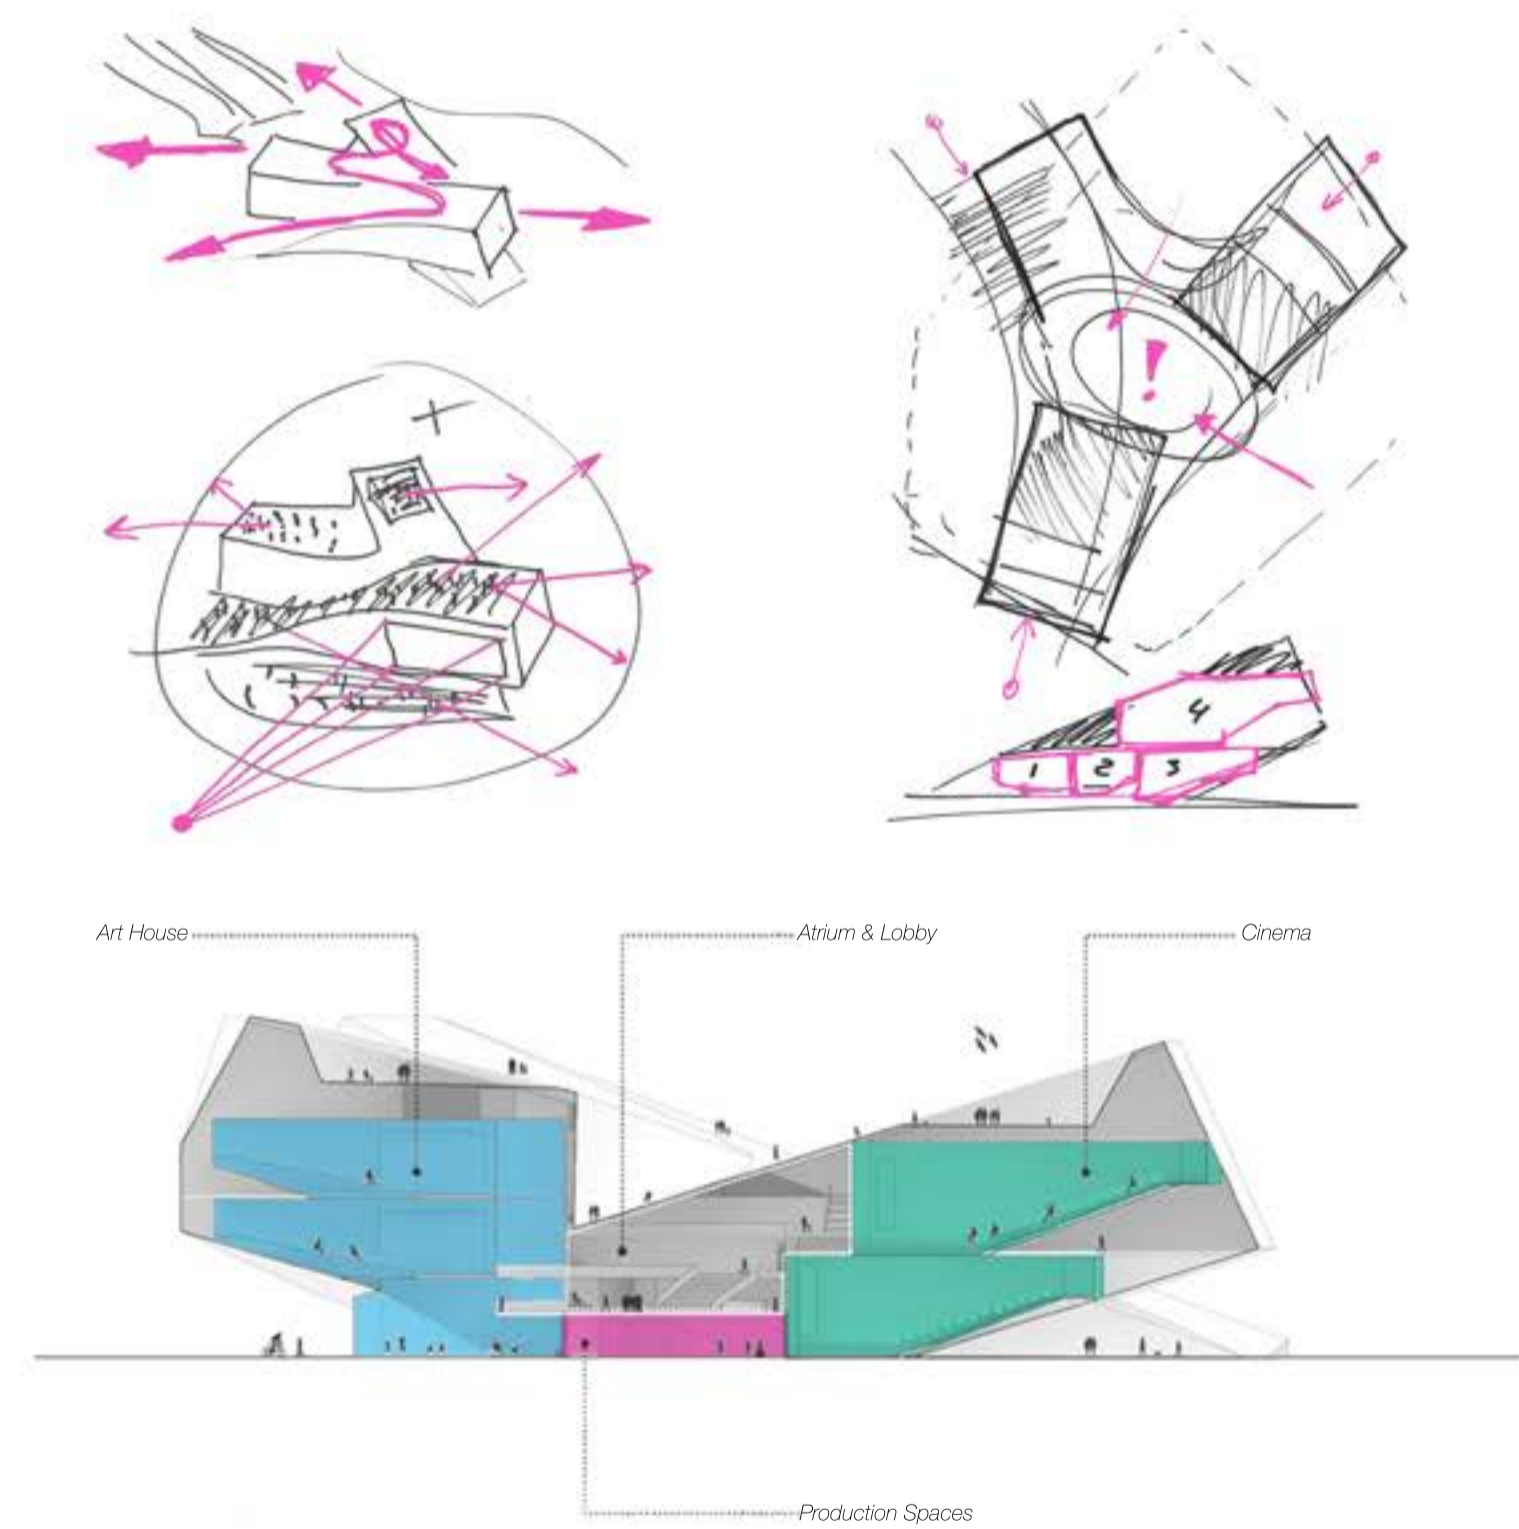 !
4
1 2 3
Art House
Atrium & Lobby
Cinema
Production Spaces